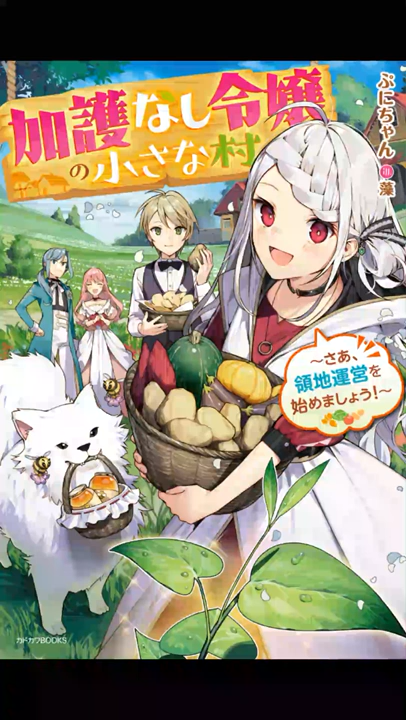 加護なし令嬢
の小さな村
ぷにちゃん
藻
～さあ、
領地運営を
始めましょう！～
カドカワBOOKS